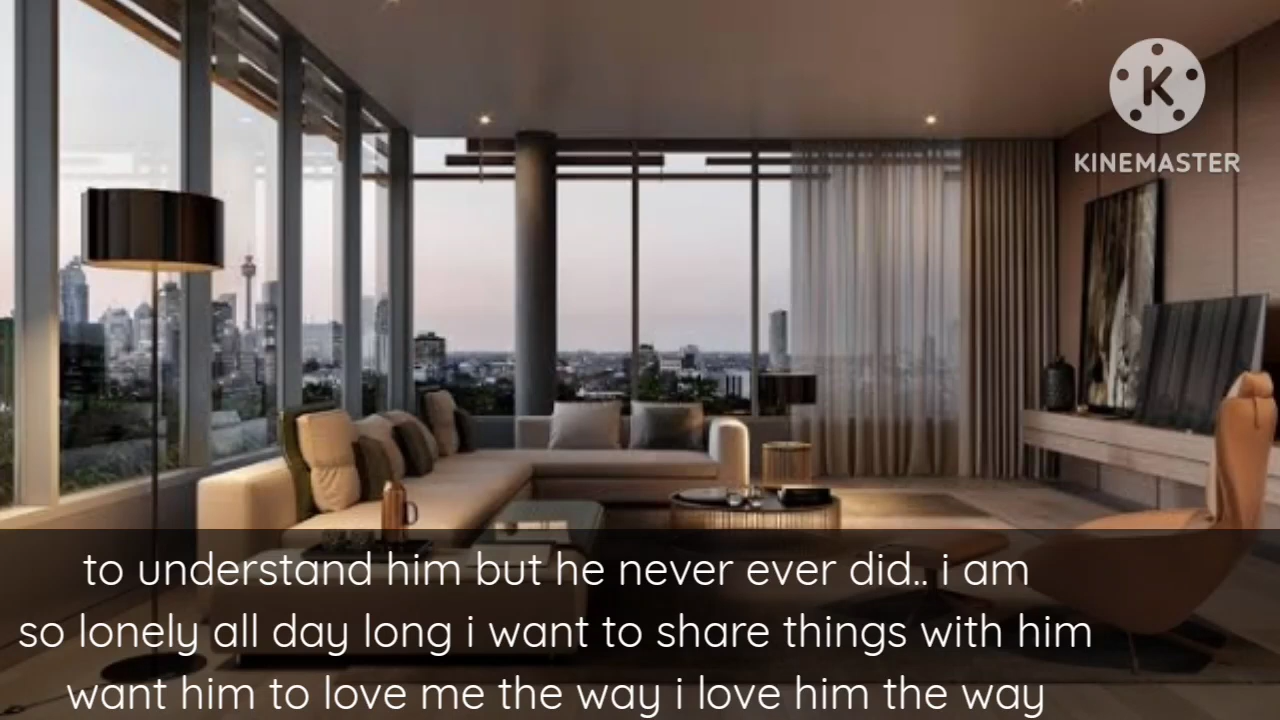 K
KINEMASTER
to understand him but he never ever did.. i am
so lonely all day long i want to share things with him
want him to love me the way i love him the way